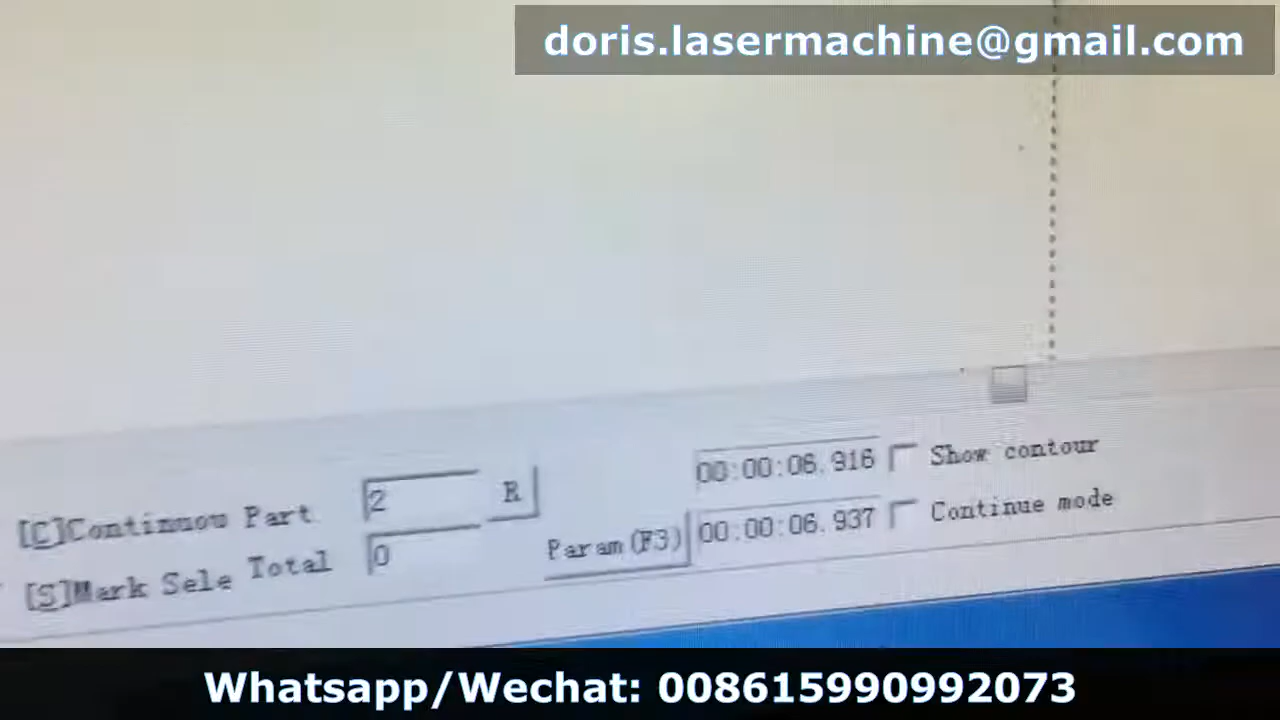 doris.lasermachine@gmail.com
00:00:06.916 Show contour
[C]Continuou Part 2 R
Param(F3) 00:00:06.937 Continue mode
[S]Mark Sele Total 0
Whatsapp/Wechat: 008615990992073